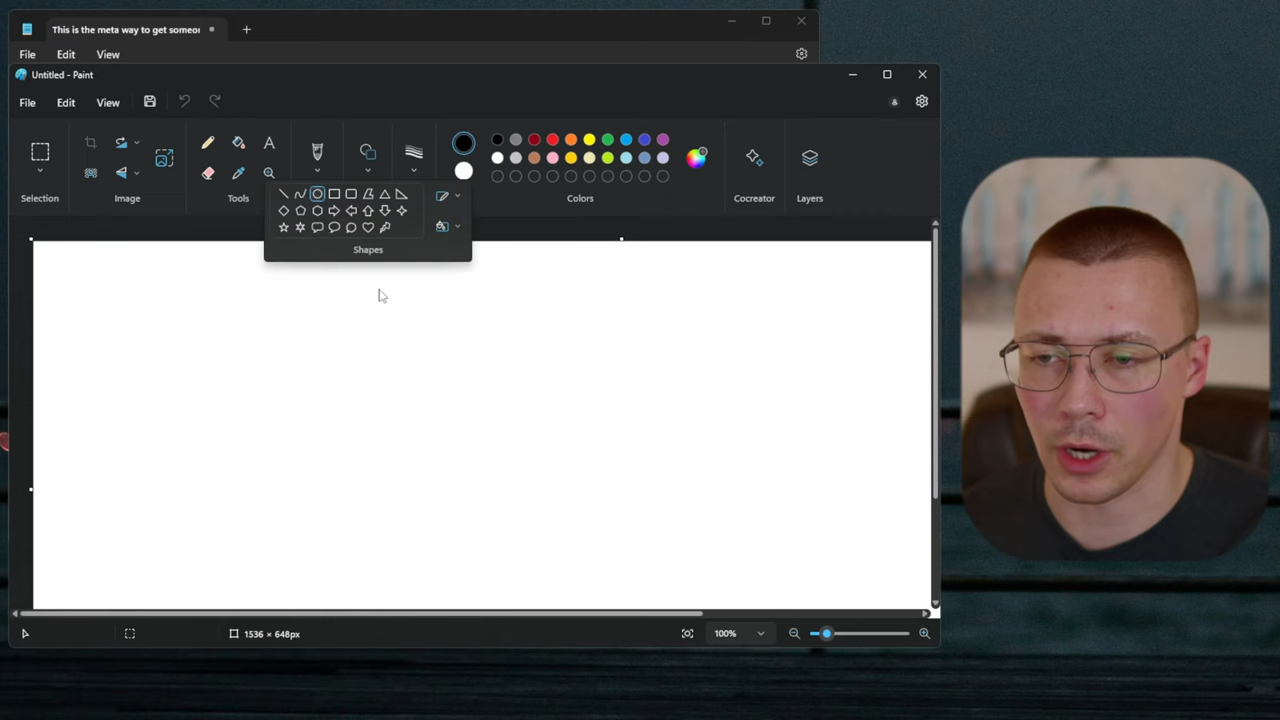 This is the meta way to get someor
File Edit View
Untitled - Paint
File Edit View
Selection Image Tools Colors Cocreator Layers
Shapes
1536 × 648px 100%